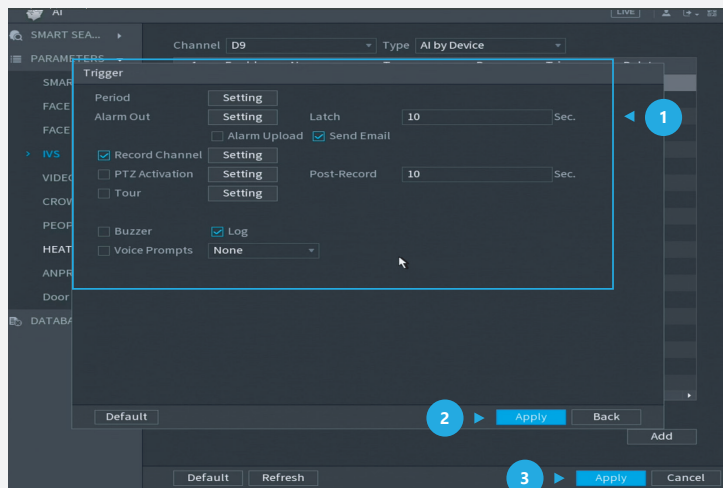 AI
LIVE
SMART SEA...
Channel D9 Type AI by Device
PARAMETERS
Trigger
SMAR
Period Setting
FACE
Alarm Out Setting Latch 10 Sec.
1
FACE
Alarm Upload Send Email
IVS
Record Channel Setting
VIDE
PTZ Activation Setting Post-Record 10 Sec.
CROW
Tour Setting
PEOP
Buzzer Log
HEAT
Voice Prompts None
ANPR
Door
DATABA
Default 2 Apply Back
Add
Default Refresh 3 Apply Cancel